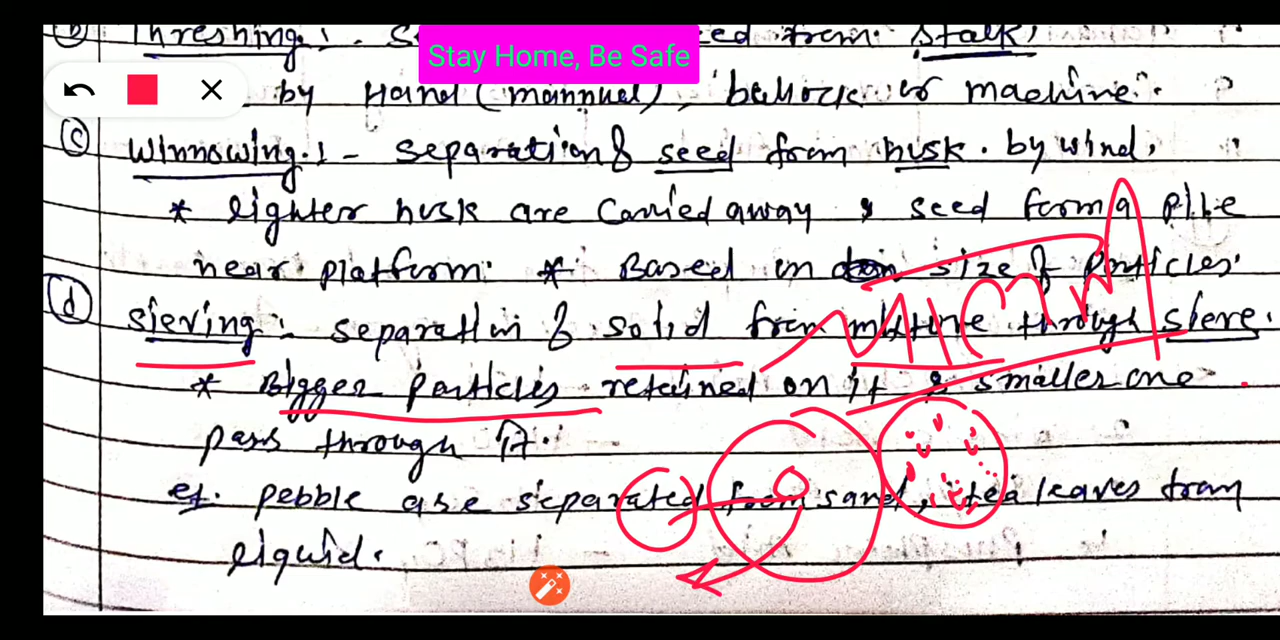 (b) Threshing :- S Stay Home, Be Safe ed from stalk,
by Hand (mannuel), bullock or machine.
(c) Winnowing :- separation of seed from husk. by wind,
* lighter husk are carried away & seed form a pile
near platform. * Based on size of particles.
(d) Sieving :- separation of solid from mixture through sieve.
* Bigger particles retained on it & smaller one
pass through it.
eg. pebble are separated from sand, tea leaves from
liquid.